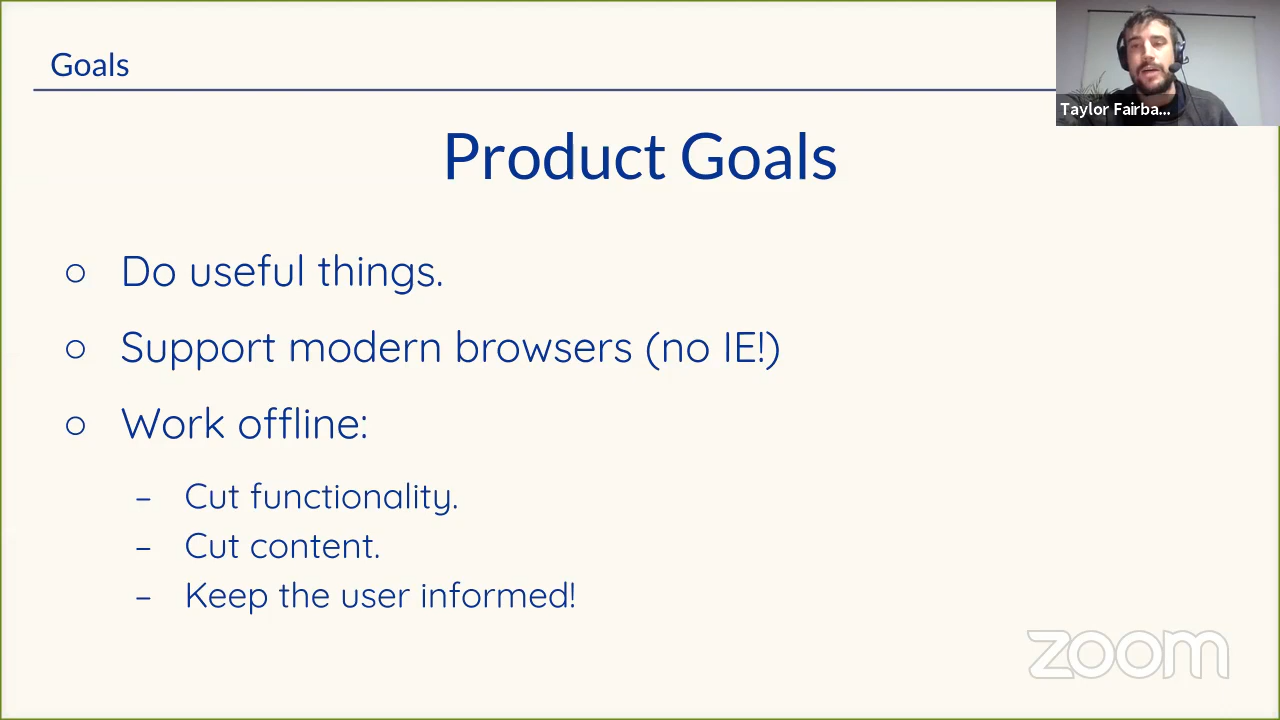 Goals
Taylor Fairba...
Product Goals
○ Do useful things.
○ Support modern browsers (no IE!)
○ Work offline:
– Cut functionality.
– Cut content.
– Keep the user informed!
zoom